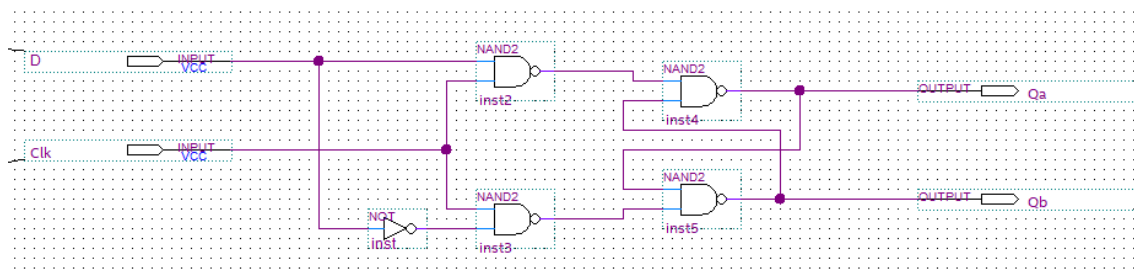 NAND2
D
INPUT
VCC
NAND2
inst2
OUTPUT
Qa
inst4
Clk
INPUT
VCC
NAND2
NAND2
OUTPUT
Qb
NOT
inst
inst3
inst5